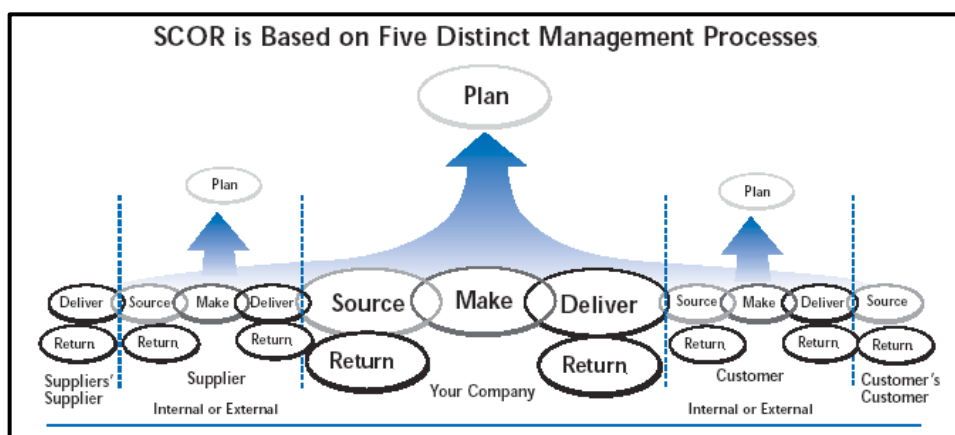 SCOR is Based on Five Distinct Management Processes
Plan
Plan
Plan
Deliver
Source
Make
Deliver
Source
Make
Deliver
Source
Make
Deliver
Source
Return
Return
Return
Return
Return
Return
Return
Return
Suppliers'
Supplier
Supplier
Your Company
Customer
Customer's
Customer
Internal or External
Internal or External